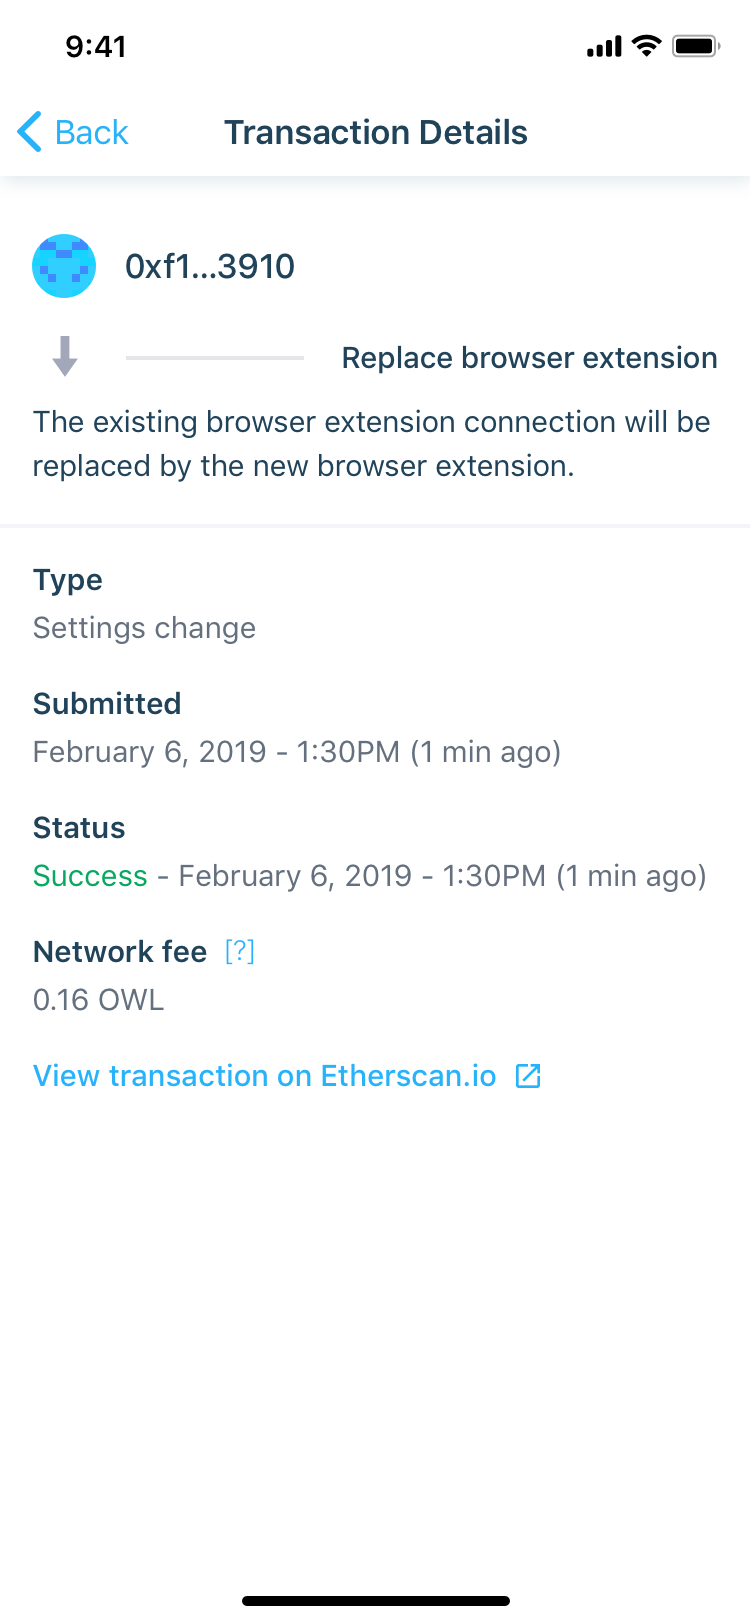 9:41
Back
Transaction Details
0xf1...3910
Replace browser extension
The existing browser extension connection will be
replaced by the new browser extension.
Type
Settings change
Submitted
February 6, 2019 - 1:30PM (1 min ago)
Status
Success - February 6, 2019 - 1:30PM (1 min ago)
Network fee [?]
0.16 OWL
View transaction on Etherscan.io